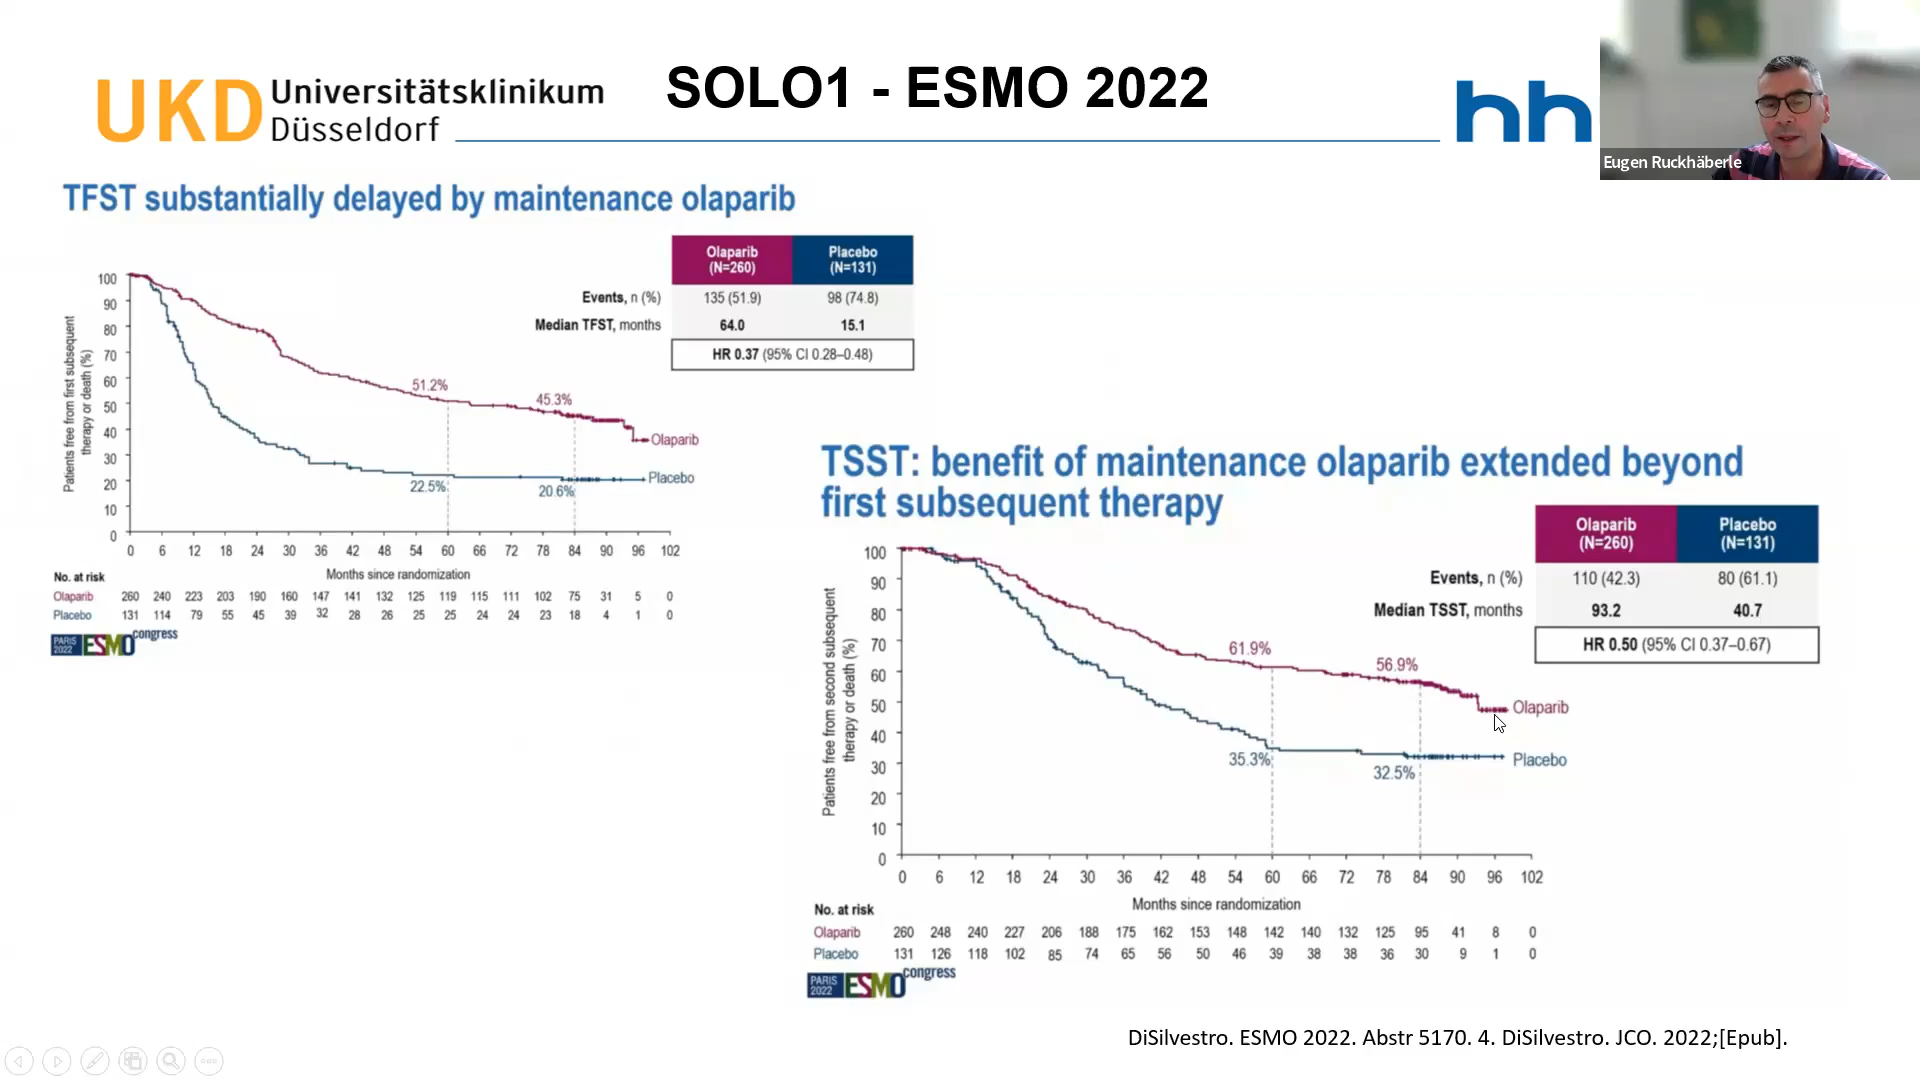 UKD Universitätsklinikum
Düsseldorf
SOLO1 - ESMO 2022
hh
Eugen Ruckhäberle
TFST substantially delayed by maintenance olaparib
Olaparib
(N=260)
Placebo
(N=131)
Events, n (%) 135 (51.9) 98 (74.8)
Median TFST, months 64.0 15.1
HR 0.37 (95% CI 0.28–0.48)
Patients free from first subsequent
therapy or death (%)
100
90
80
70
60
50
40
30
20
10
0
51.2%
45.3%
Olaparib
22.5%
20.6%
Placebo
0 6 12 18 24 30 36 42 48 54 60 66 72 78 84 90 96 102
Months since randomization
No. at risk
Olaparib 260 240 223 203 190 160 147 141 132 125 119 115 111 102 75 31 5 0
Placebo 131 114 79 55 45 39 32 28 26 25 25 24 24 23 18 4 1 0
PARIS
2022
ESMO congress
TSST: benefit of maintenance olaparib extended beyond
first subsequent therapy
Olaparib
(N=260)
Placebo
(N=131)
Events, n (%) 110 (42.3) 80 (61.1)
Median TSST, months 93.2 40.7
HR 0.50 (95% CI 0.37–0.67)
Patients free from second subsequent
therapy or death (%)
100
90
80
70
60
50
40
30
20
10
0
61.9%
56.9%
Olaparib
35.3%
32.5%
Placebo
0 6 12 18 24 30 36 42 48 54 60 66 72 78 84 90 96 102
Months since randomization
No. at risk
Olaparib 260 248 240 227 206 188 175 162 153 148 142 140 132 125 95 41 8 0
Placebo 131 126 118 102 85 74 65 56 50 46 39 38 38 36 30 9 1 0
PARIS
2022
ESMO congress
DiSilvestro. ESMO 2022. Abstr 5170. 4. DiSilvestro. JCO. 2022;[Epub].